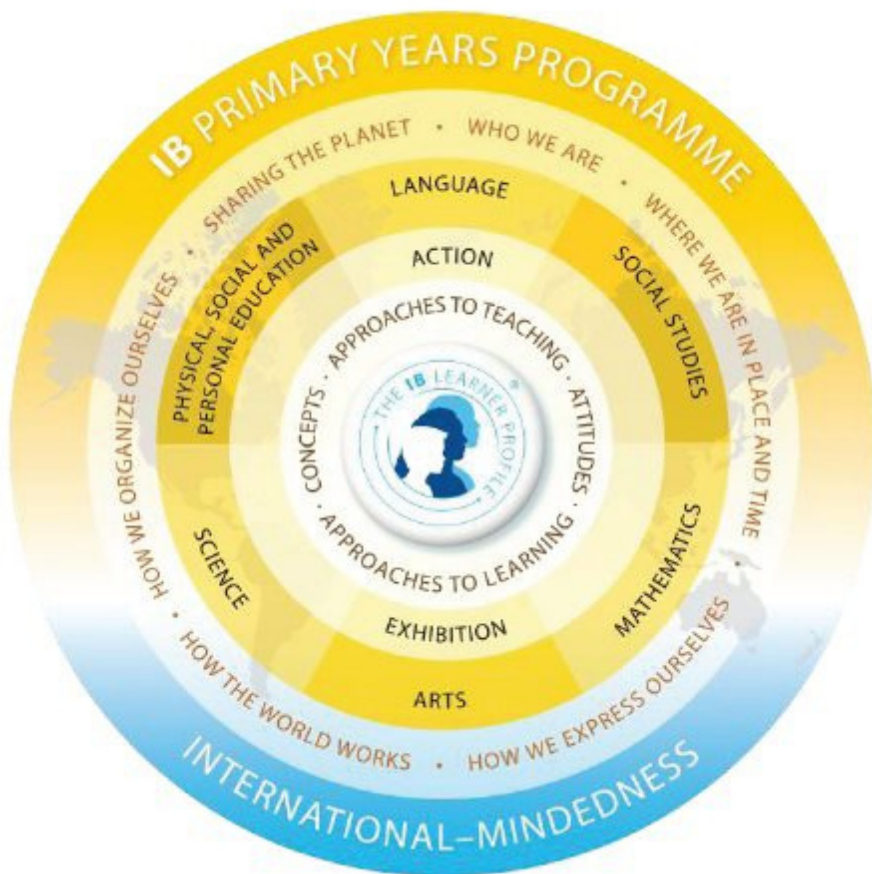 IB PRIMARY YEARS PROGRAMME
SHARING THE PLANET · WHO WE ARE · WHERE WE ARE IN PLACE AND TIME · HOW WE EXPRESS OURSELVES · HOW THE WORLD WORKS · HOW WE ORGANIZE OURSELVES ·
LANGUAGE
SOCIAL STUDIES
MATHEMATICS
ARTS
SCIENCE
PHYSICAL, SOCIAL AND
PERSONAL EDUCATION
ACTION
EXHIBITION
APPROACHES TO TEACHING · ATTITUDES · APPROACHES TO LEARNING · CONCEPTS ·
THE IB LEARNER PROFILE ®
INTERNATIONAL–MINDEDNESS